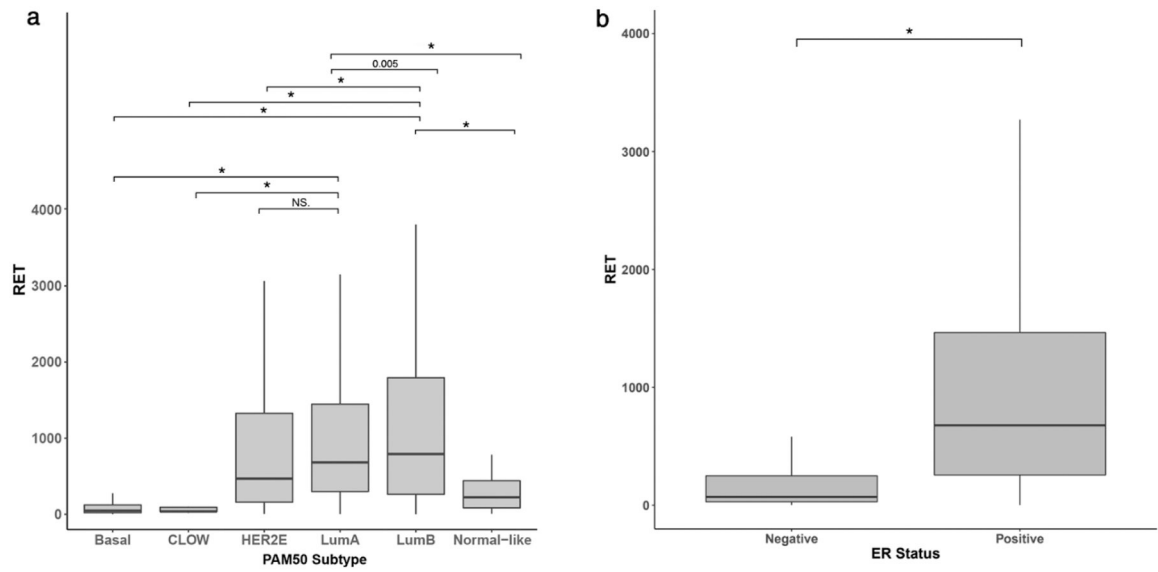 a
*
0.005
*
*
*
*
*
*
NS.
4000
3000
2000
1000
0
RET
Basal CLOW HER2E LumA LumB Normal-like
PAM50 Subtype
b
*
4000
3000
2000
1000
0
RET
Negative Positive
ER Status